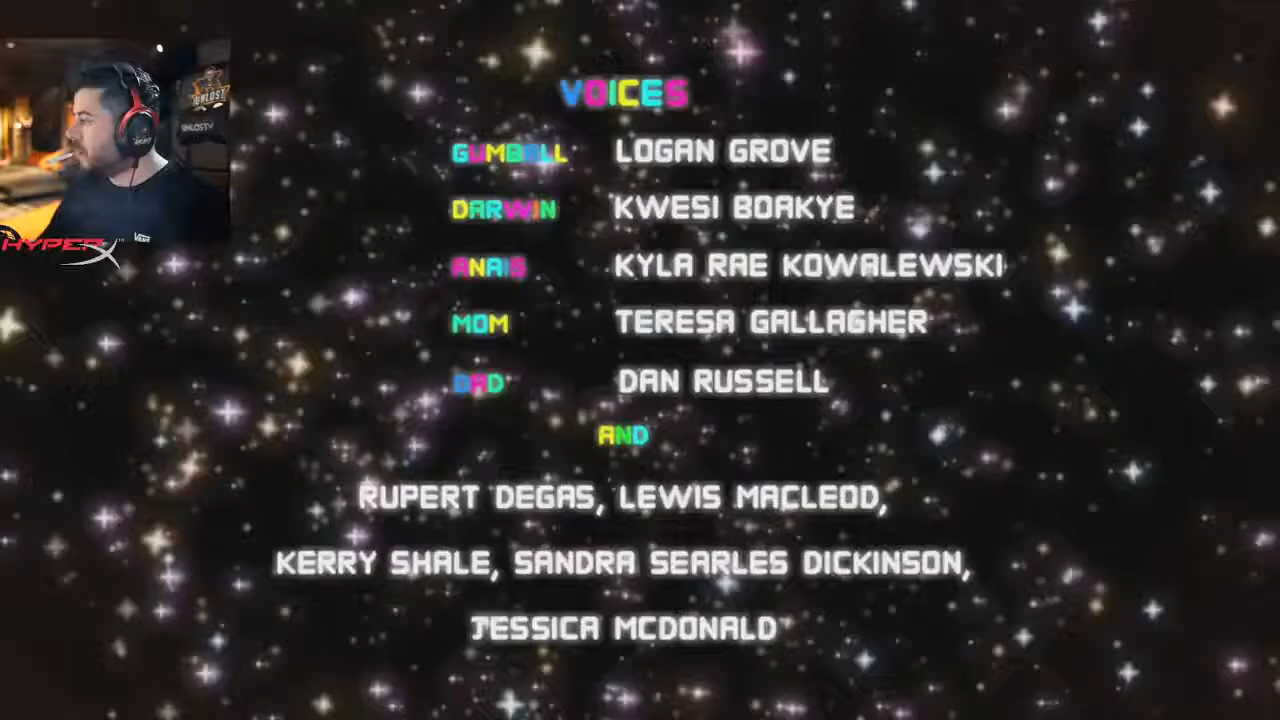 VOICES
GUMBALL LOGAN GROVE
DARWIN KWESI BOAKYE
ANAIS KYLA RAE KOWALEWSKI
MOM TERESA GALLAGHER
DAD DAN RUSSELL
AND
RUPERT DEGAS, LEWIS MACLEOD,
KERRY SHALE, SANDRA SEARLES DICKINSON,
JESSICA MCDONALD
HYPERX